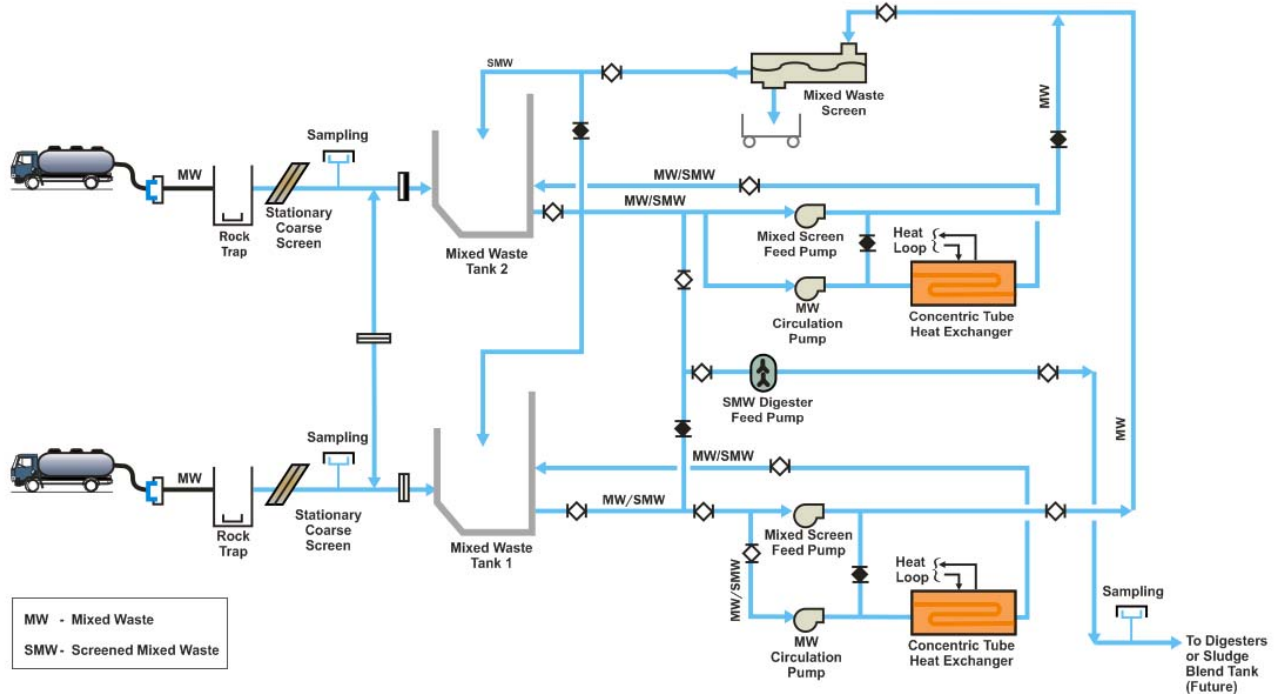 SMW
Mixed Waste
Screen
MW
Sampling
MW
Rock
Trap
Stationary
Coarse
Screen
Mixed Waste
Tank 2
MW/SMW
MW/SMW
Mixed Screen
Feed Pump
Heat
Loop
MW
Circulation
Pump
Concentric Tube
Heat Exchanger
SMW Digester
Feed Pump
MW
Sampling
MW
Rock
Trap
Stationary
Coarse
Screen
Mixed Waste
Tank 1
MW/SMW
MW/SMW
Mixed Screen
Feed Pump
MW/SMW
Heat
Loop
MW
Circulation
Pump
Concentric Tube
Heat Exchanger
Sampling
To Digesters
or Sludge
Blend Tank
(Future)
MW - Mixed Waste
SMW - Screened Mixed Waste